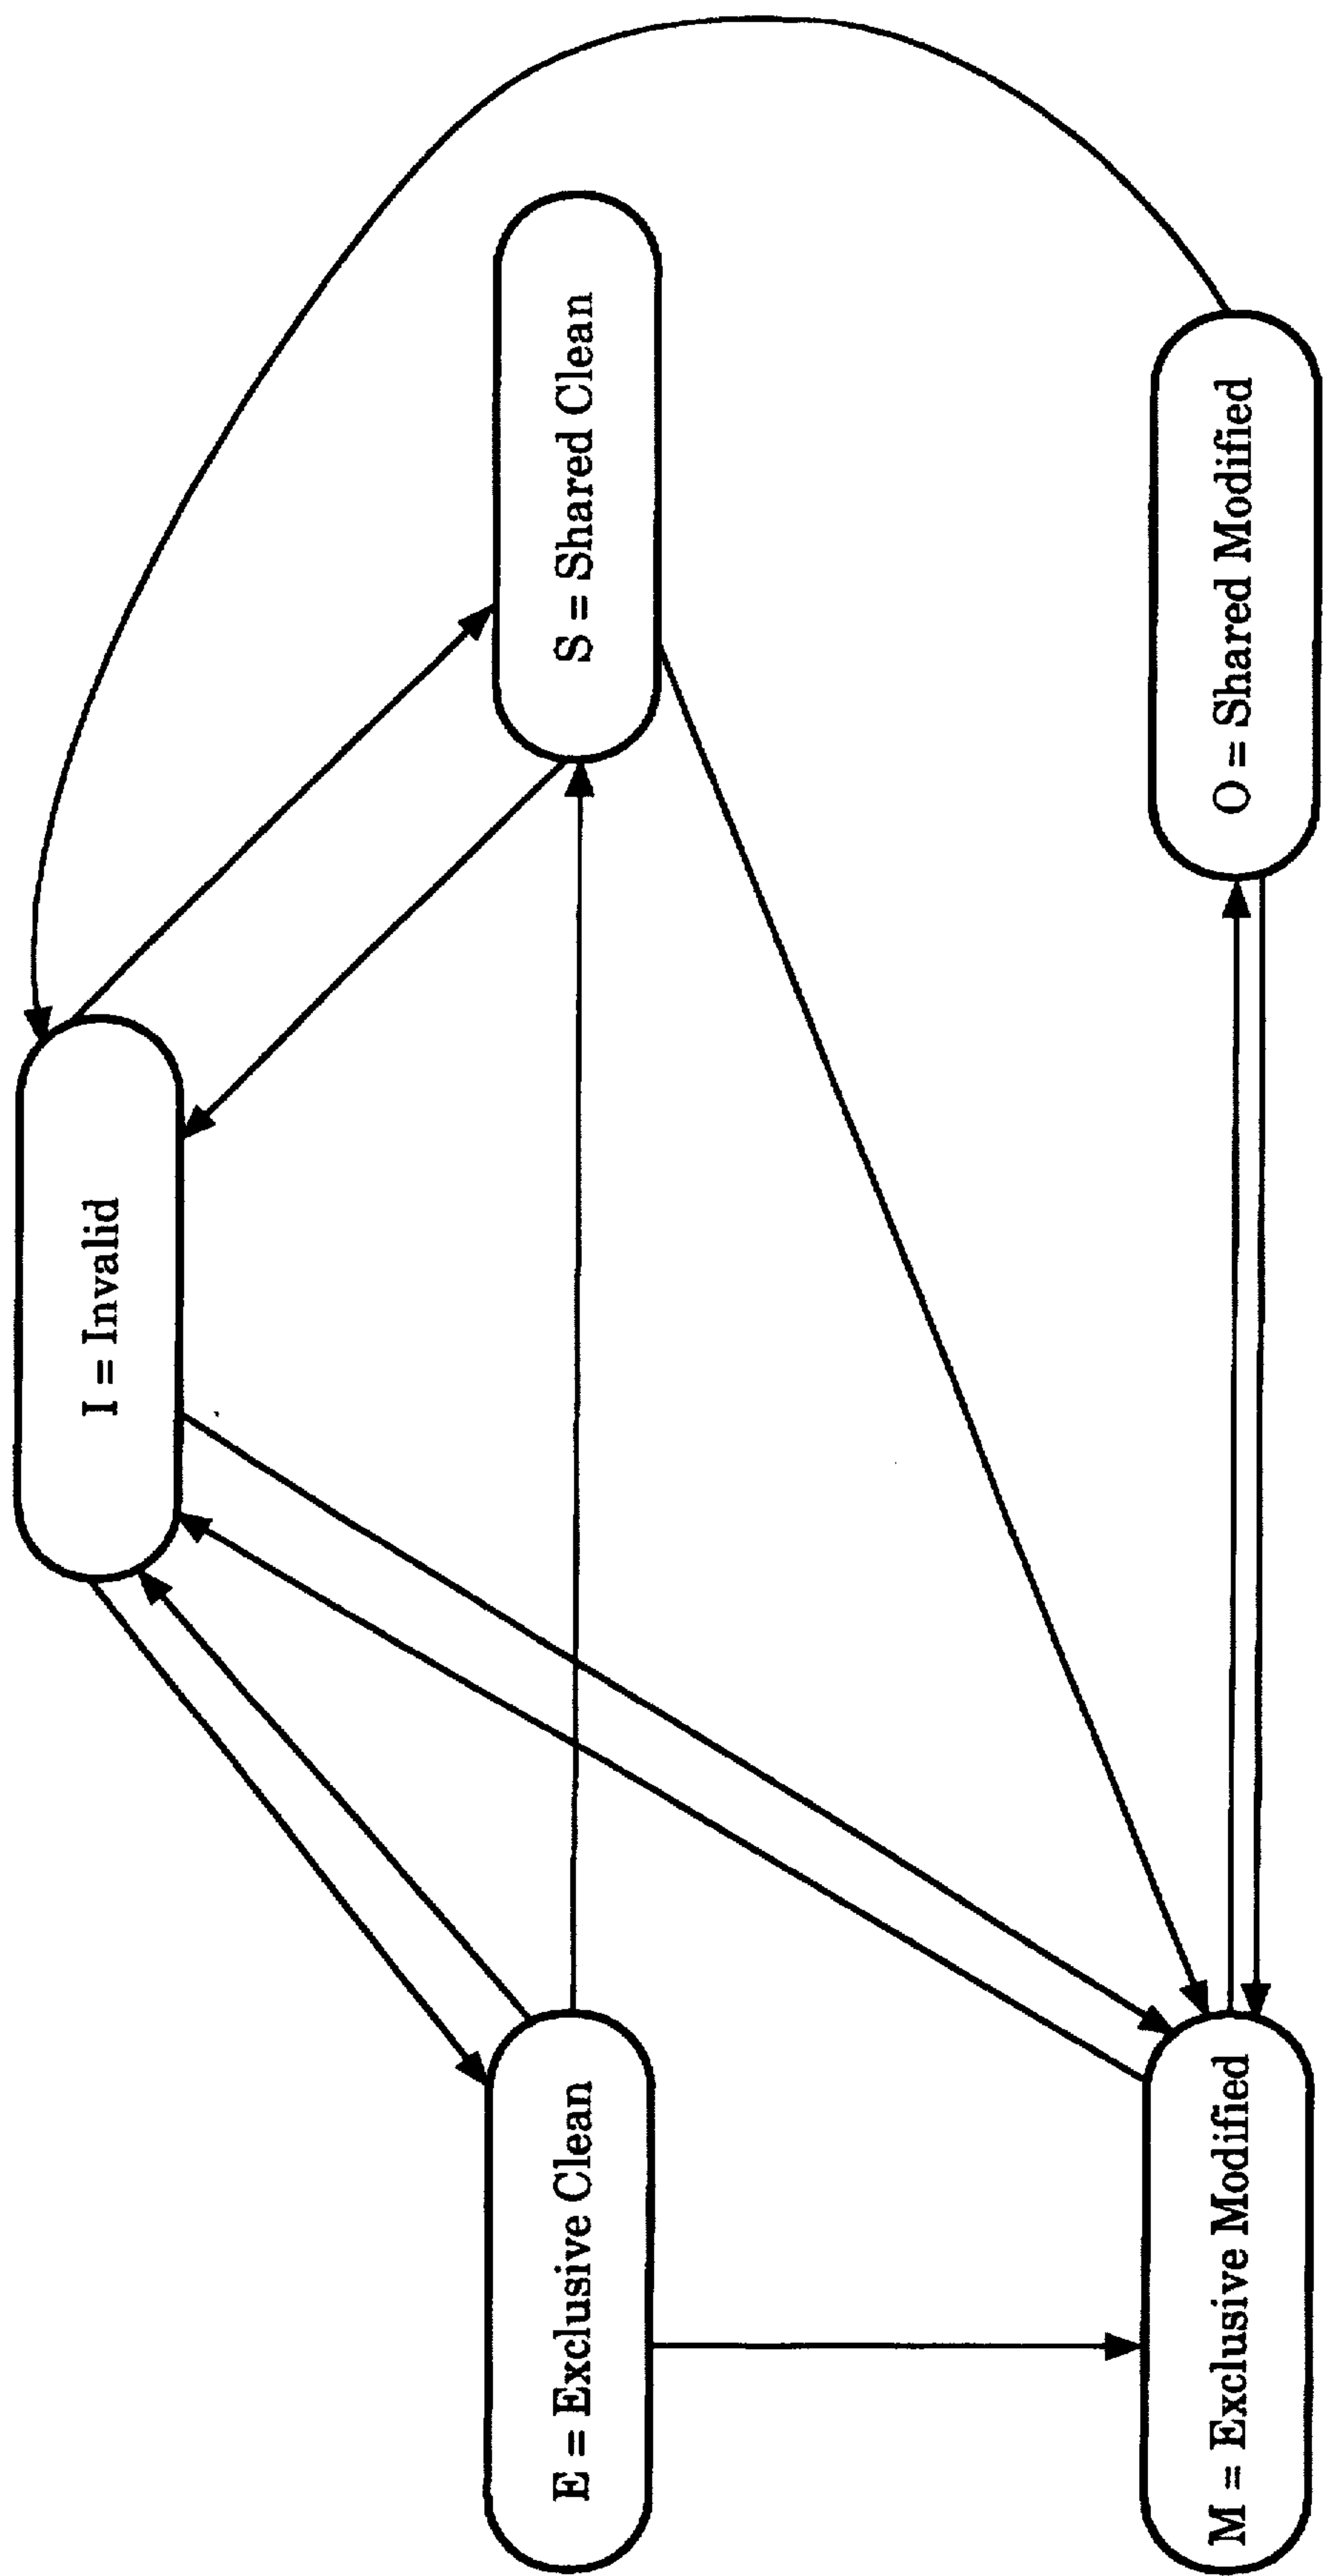 I = Invalid
E = Exclusive Clean
S = Shared Clean
M = Exclusive Modified
O = Shared Modified